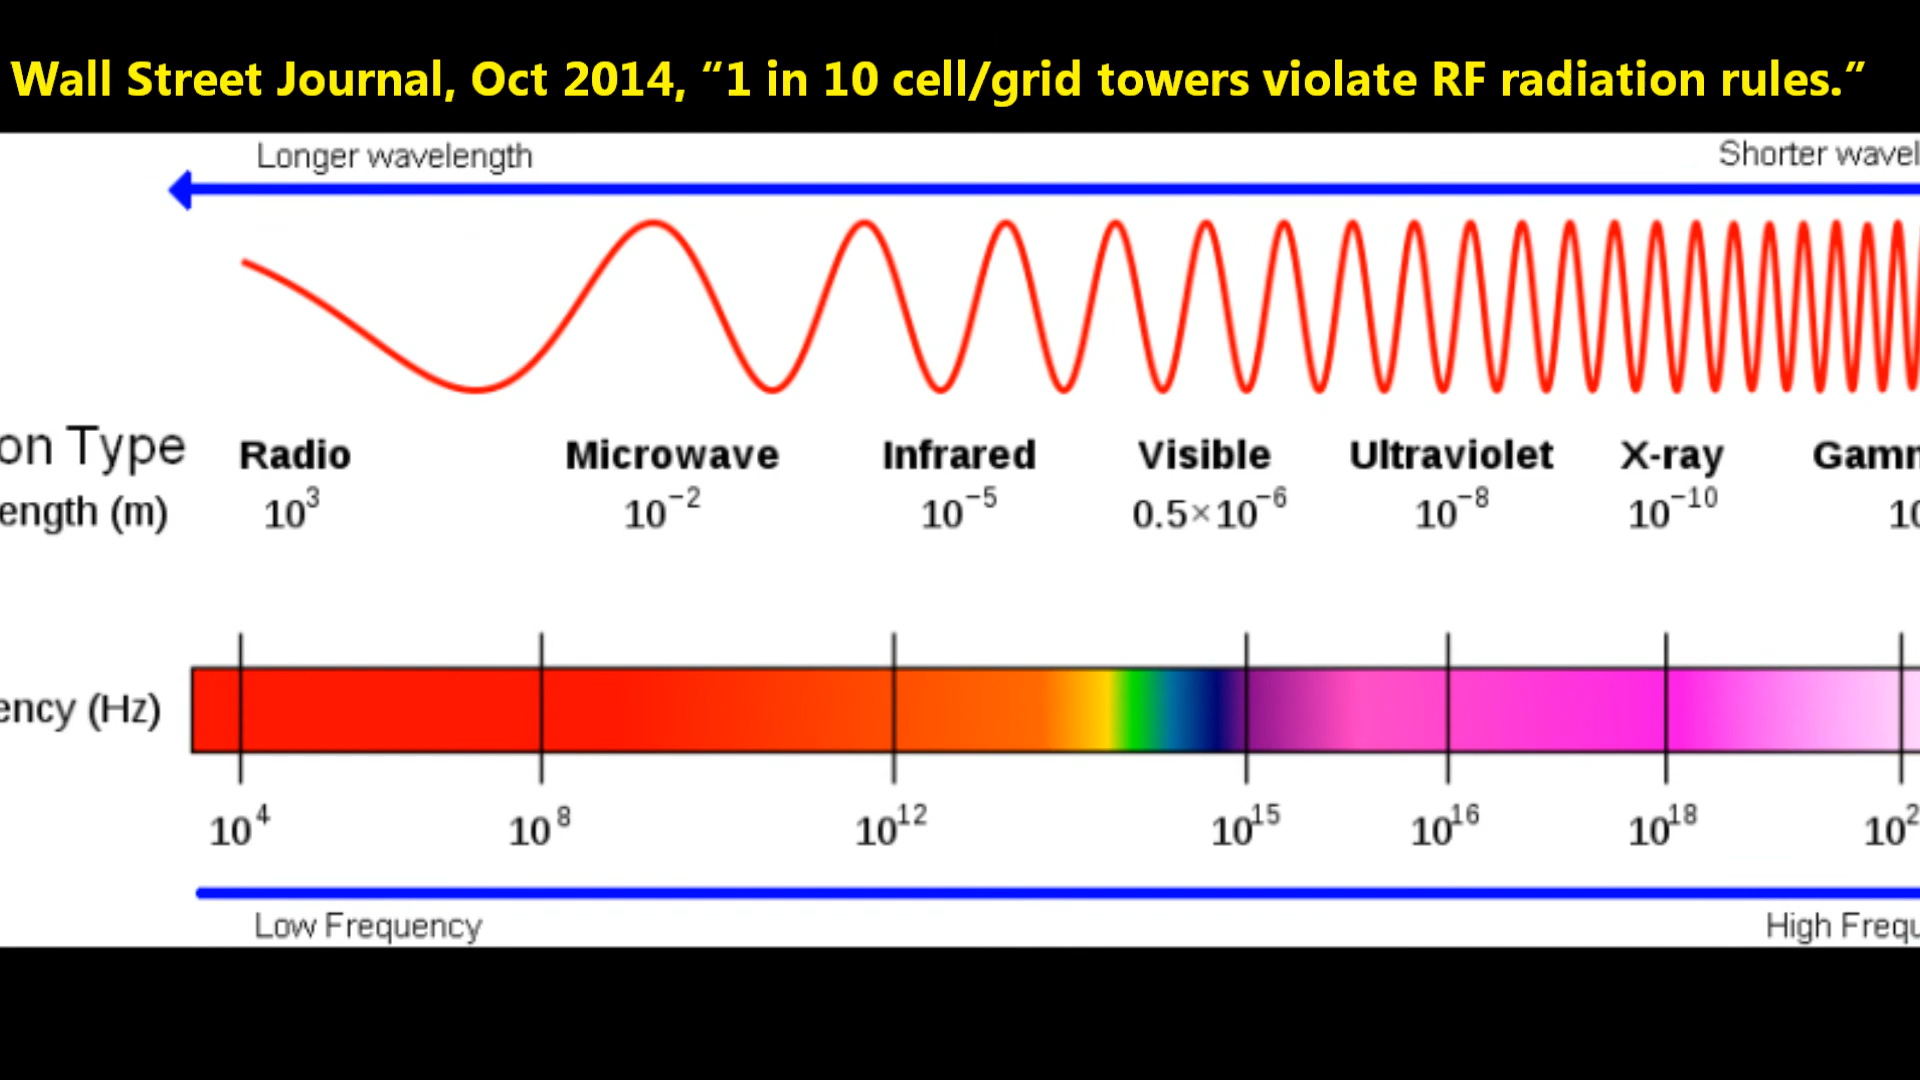 Wall Street Journal, Oct 2014, “1 in 10 cell/grid towers violate RF radiation rules.”
Longer wavelength Shorter wavel
on Type Radio Microwave Infrared Visible Ultraviolet X-ray Gamm
ength (m) 10³ 10⁻² 10⁻⁵ 0.5×10⁻⁶ 10⁻⁸ 10⁻¹⁰ 10
ency (Hz)
10⁴ 10⁸ 10¹² 10¹⁵ 10¹⁶ 10¹⁸ 10²
Low Frequency High Frequ